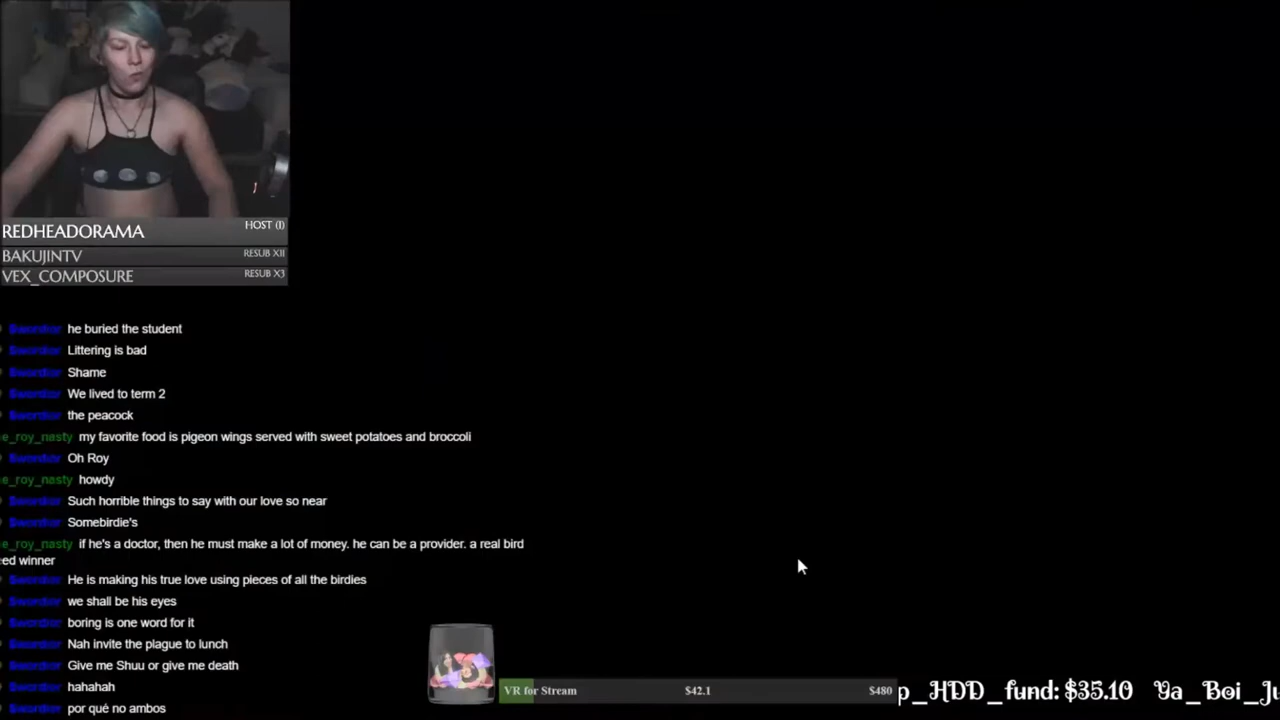 REDHEADORAMA HOST (1)
BAKUJINTV RESUB XII
VEX_COMPOSURE RESUB X3
he buried the student
Littering is bad
Shame
We lived to term 2
the peacock
e_roy_nasty my favorite food is pigeon wings served with sweet potatoes and broccoli
Oh Roy
e_roy_nasty howdy
Such horrible things to say with our love so near
Somebirdie's
e_roy_nasty if he's a doctor, then he must make a lot of money. he can be a provider. a real bird
ed winner
He is making his true love using pieces of all the birdies
we shall be his eyes
boring is one word for it
Nah invite the plague to lunch
Give me Shuu or give me death
hahahah
por qué no ambos
VR for Stream $42.1 $480
p_HDD_fund: $35.10 Ya_Boi_Ju